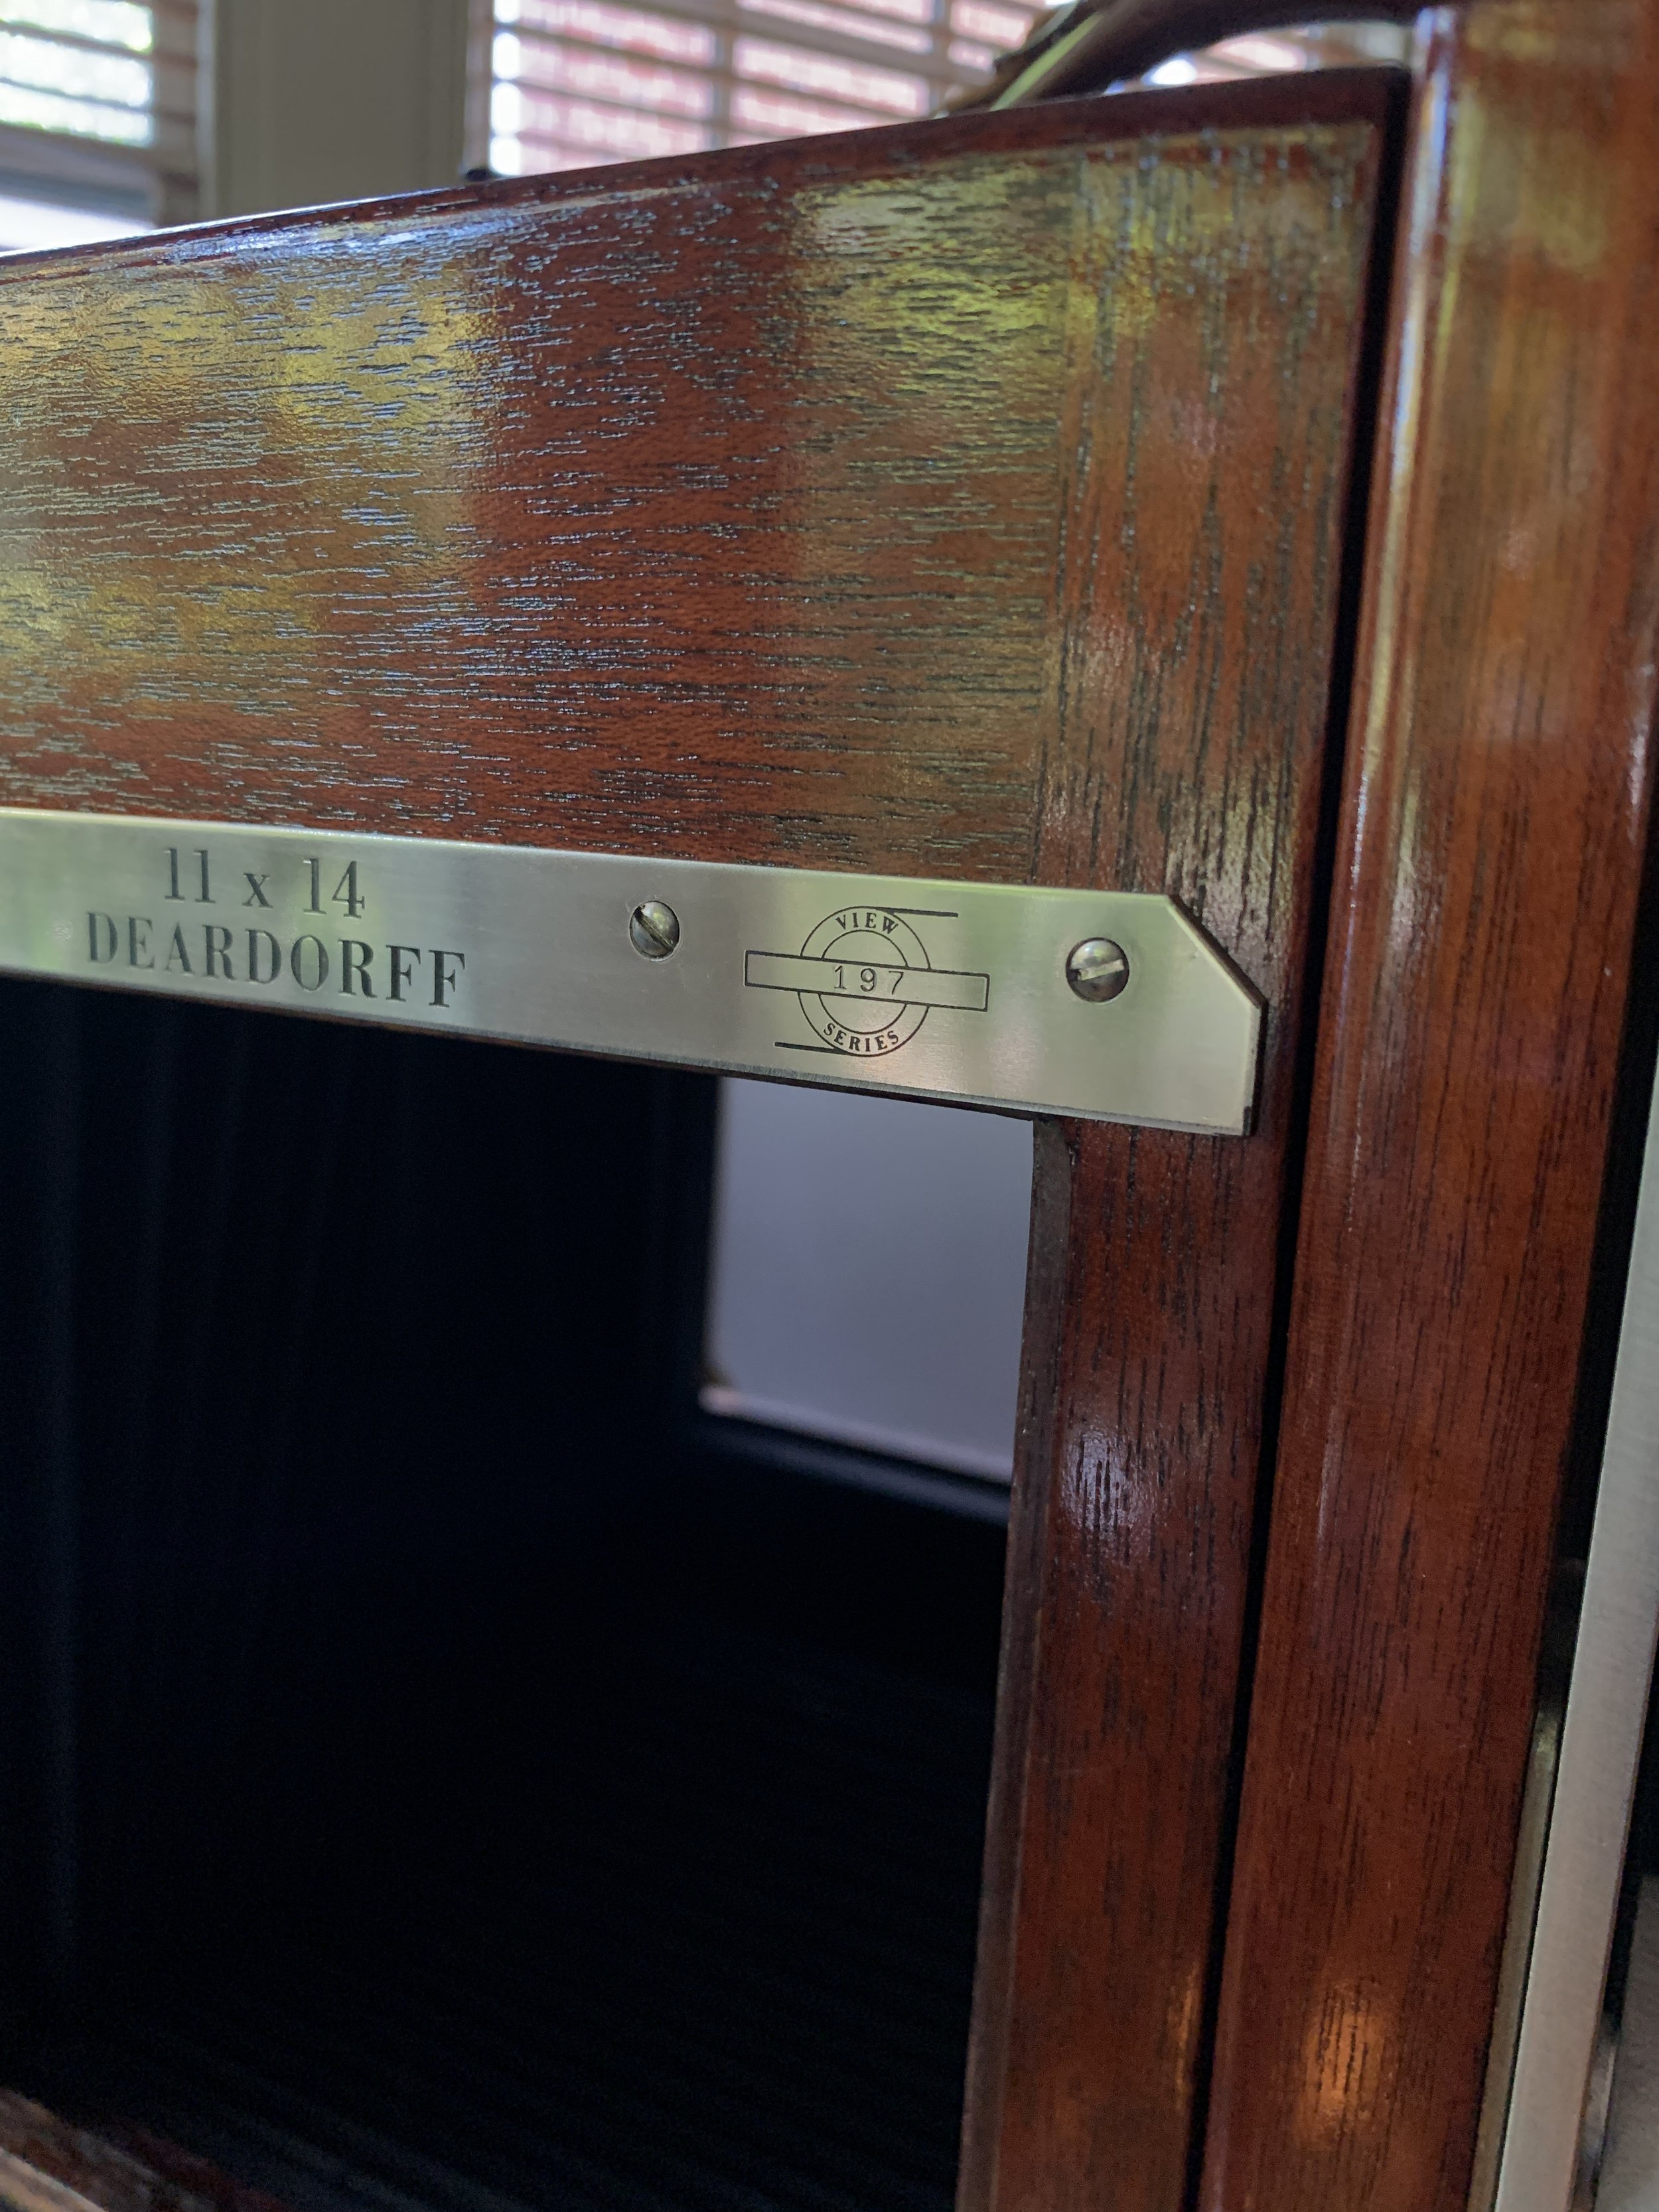 11 x 14
DEARDORFF
VIEW
197
SERIES